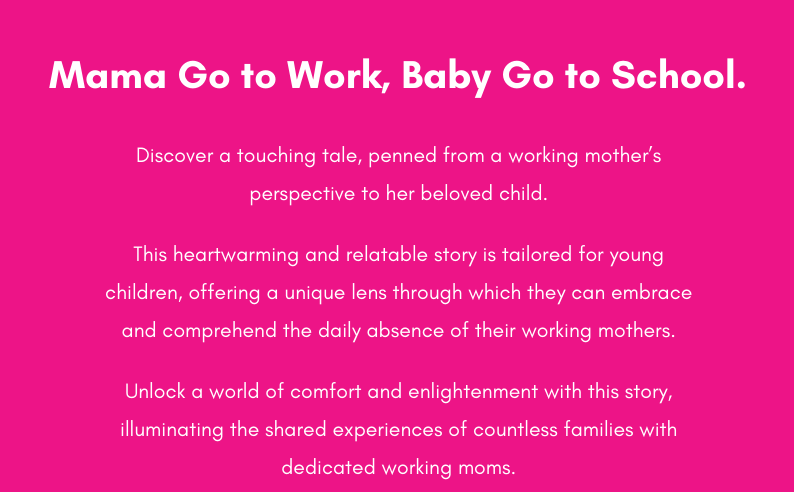 Mama Go to Work, Baby Go to School.
Discover a touching tale, penned from a working mother’s
perspective to her beloved child.
This heartwarming and relatable story is tailored for young
children, offering a unique lens through which they can embrace
and comprehend the daily absence of their working mothers.
Unlock a world of comfort and enlightenment with this story,
illuminating the shared experiences of countless families with
dedicated working moms.